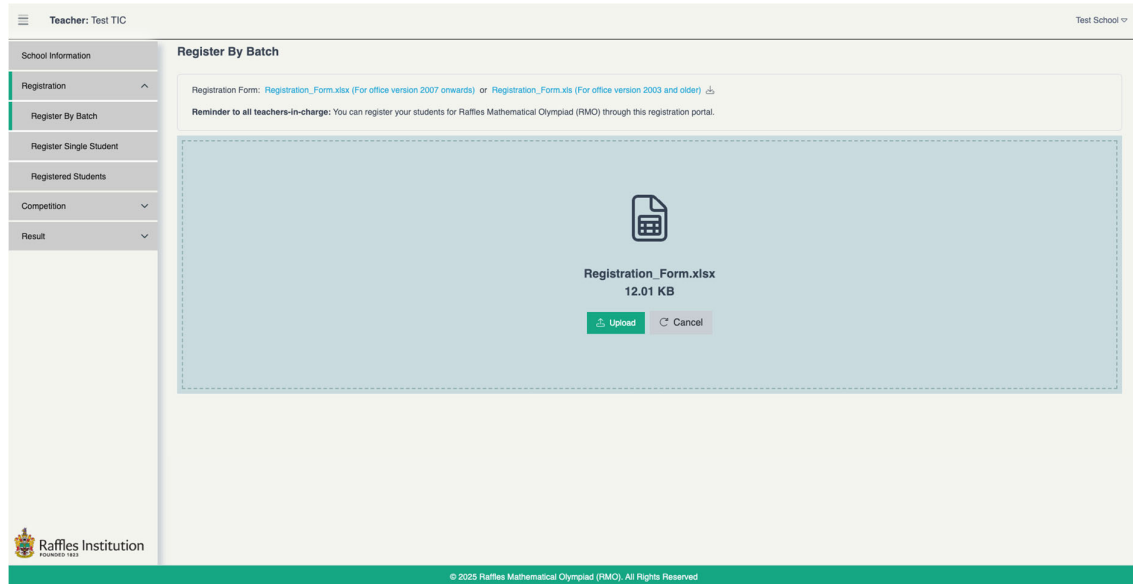 Teacher: Test TIC
Test School
School Information
Registration
Register By Batch
Register Single Student
Registered Students
Competition
Result
Register By Batch
Registration Form: Registration_Form.xlsx (For office version 2007 onwards) or Registration_Form.xls (For office version 2003 and older)
Reminder to all teachers-in-charge: You can register your students for Raffles Mathematical Olympiad (RMO) through this registration portal.
Registration_Form.xlsx
12.01 KB
Upload
Cancel
Raffles Institution
FOUNDED 1823
© 2025 Raffles Mathematical Olympiad (RMO). All Rights Reserved